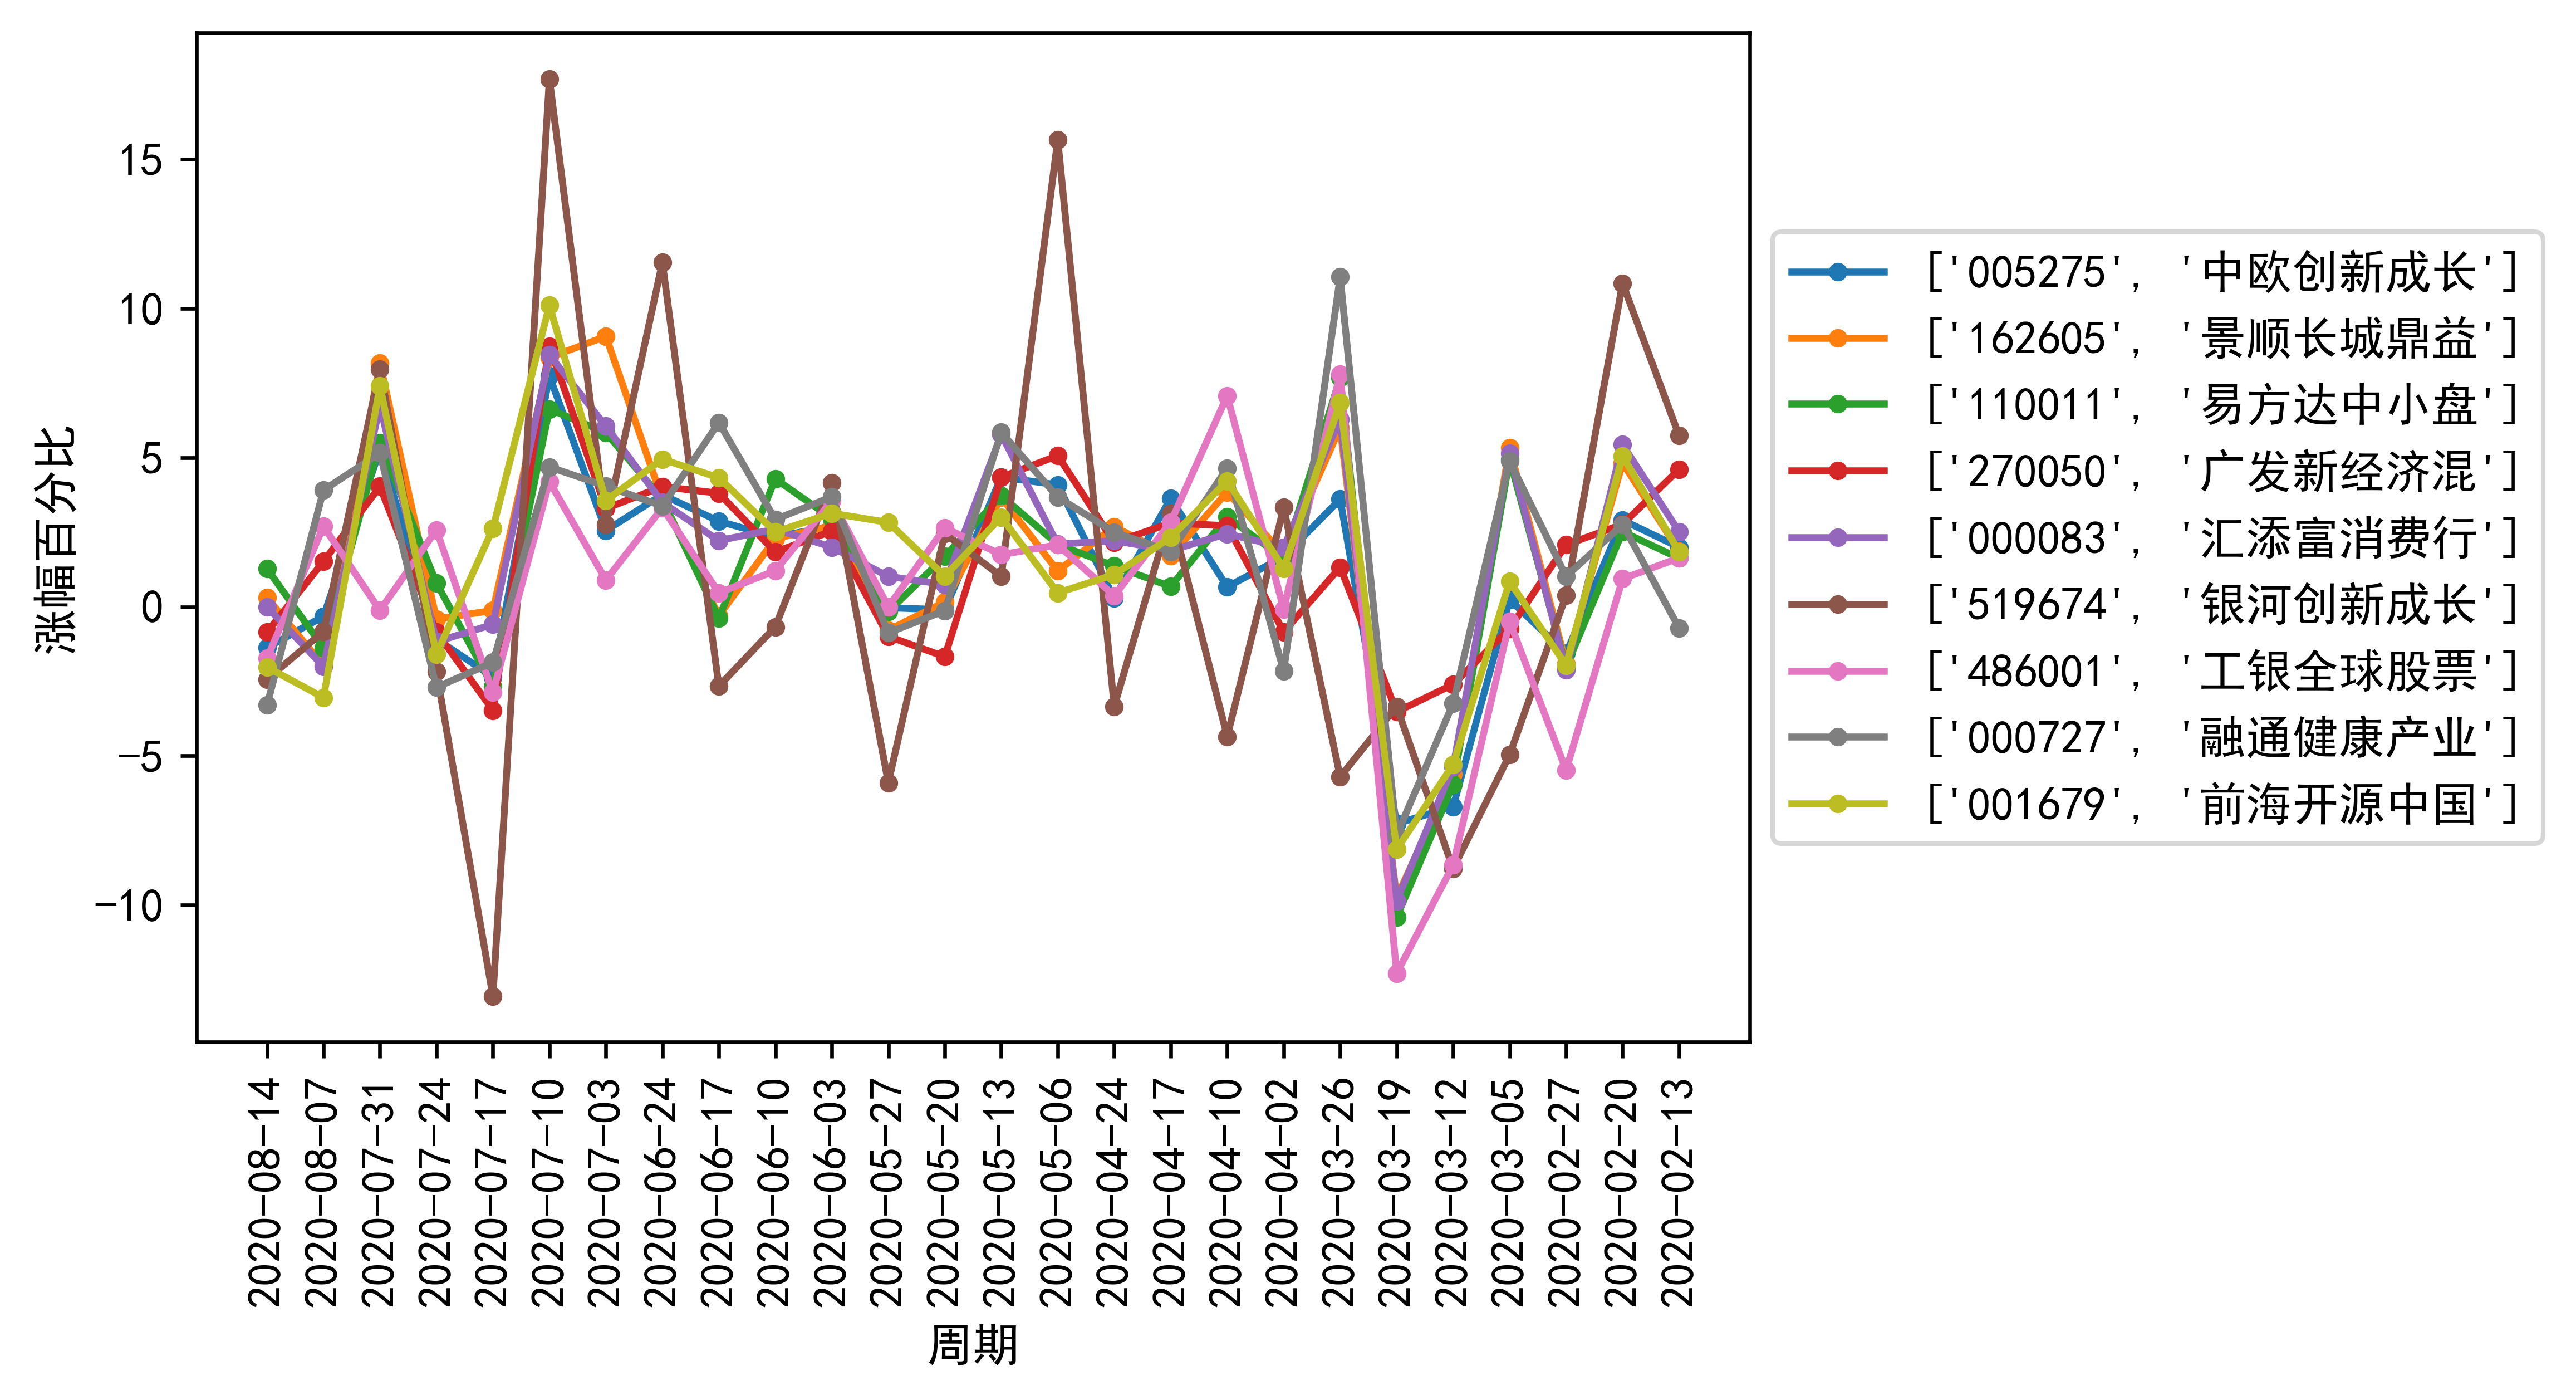 涨幅百分比
15
10
5
0
−5
−10
2020-08-14
2020-08-07
2020-07-31
2020-07-24
2020-07-17
2020-07-10
2020-07-03
2020-06-24
2020-06-17
2020-06-10
2020-06-03
2020-05-27
2020-05-20
2020-05-13
2020-05-06
2020-04-24
2020-04-17
2020-04-10
2020-04-02
2020-03-26
2020-03-19
2020-03-12
2020-03-05
2020-02-27
2020-02-20
2020-02-13
周期
['005275', '中欧创新成长']
['162605', '景顺长城鼎益']
['110011', '易方达中小盘']
['270050', '广发新经济混']
['000083', '汇添富消费行']
['519674', '银河创新成长']
['486001', '工银全球股票']
['000727', '融通健康产业']
['001679', '前海开源中国']